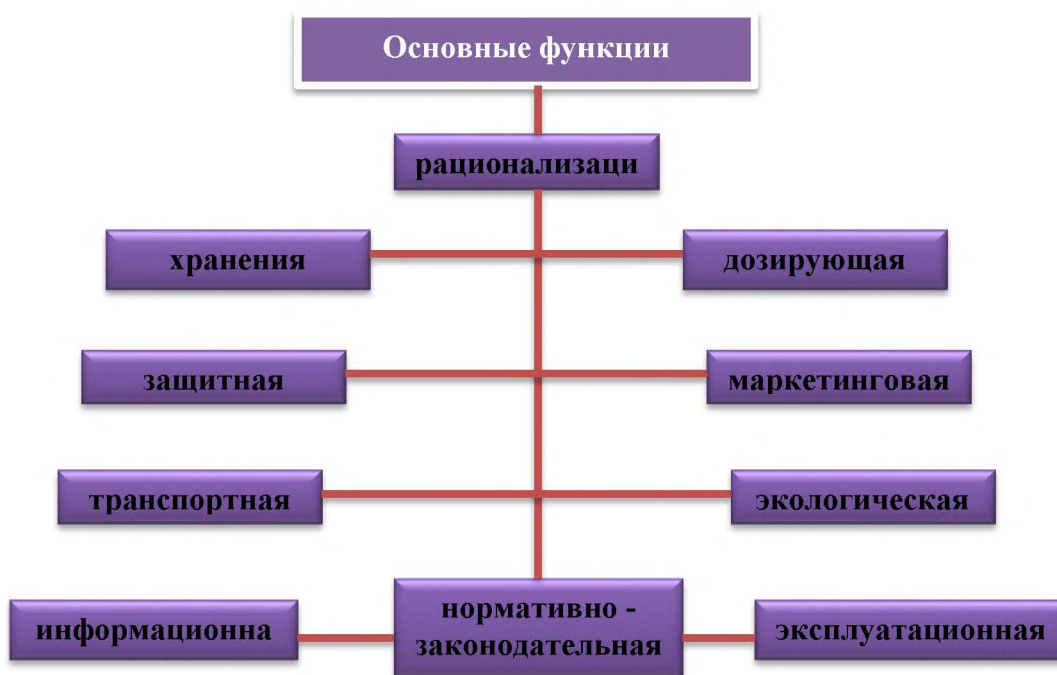 Основные функции
рационализаци
хранения
дозирующая
защитная
маркетинговая
транспортная
экологическая
информационна
нормативно -
законодательная
эксплуатационная